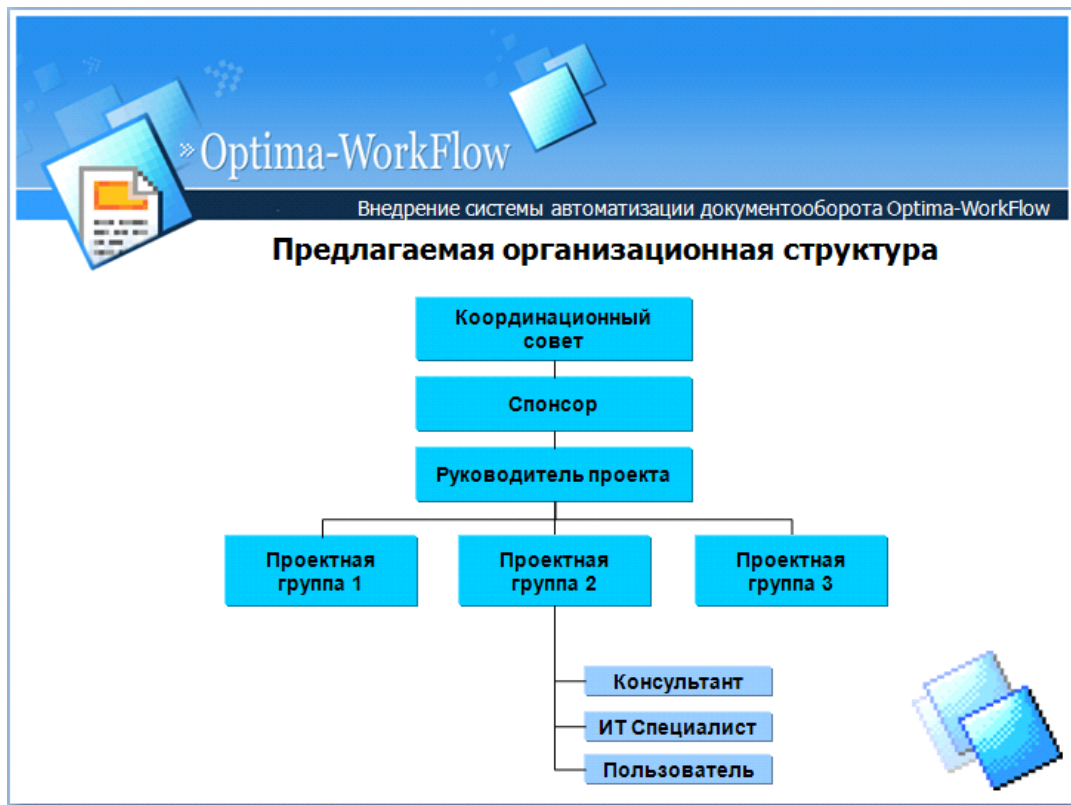 » Optima-WorkFlow
Внедрение системы автоматизации документооборота Optima-WorkFlow
Предлагаемая организационная структура
Координационный
совет
Спонсор
Руководитель проекта
Проектная
группа 1
Проектная
группа 2
Проектная
группа 3
Консультант
ИТ Специалист
Пользователь